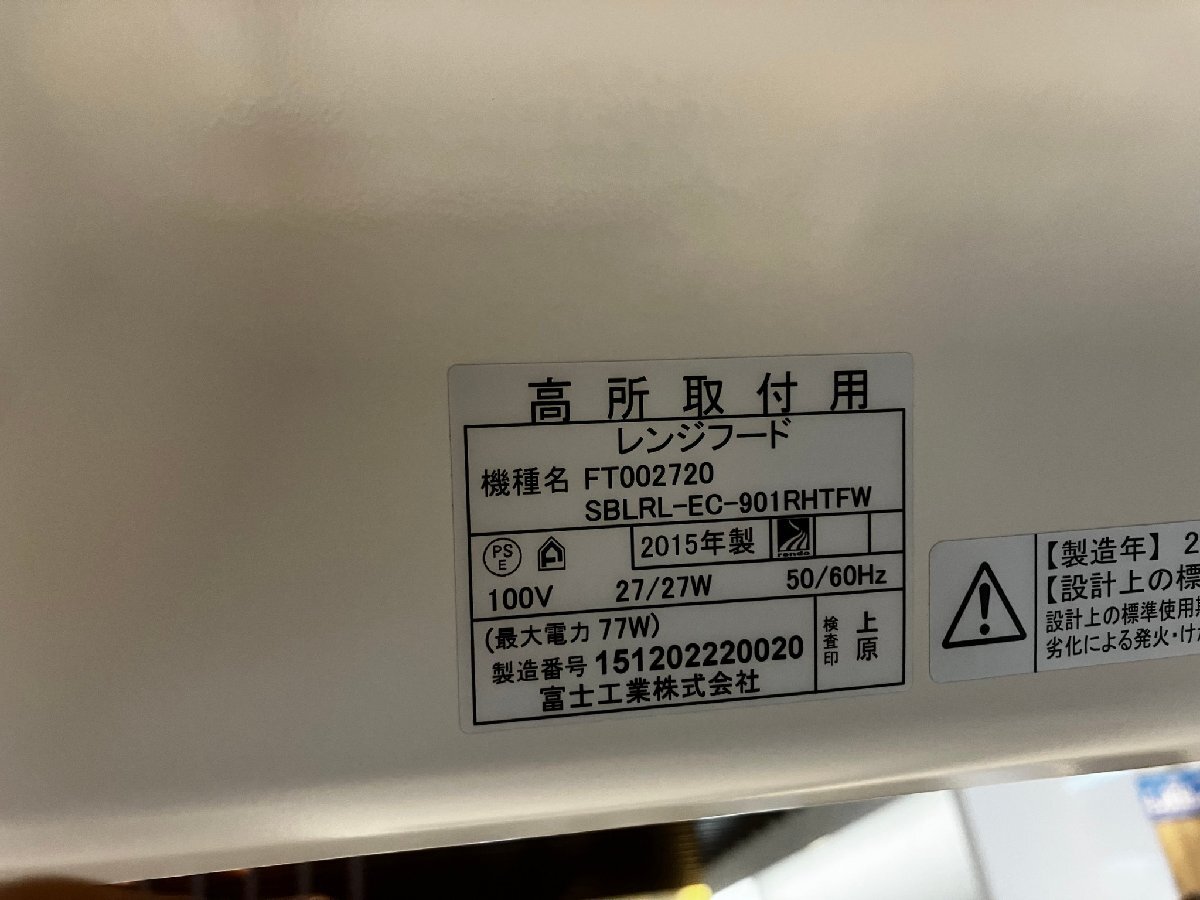 高所取付用
レンジフード
機種名 FT002720
SBLRL-EC-901RHTFW
PS
E
2015年製
100V 27/27W 50/60Hz
(最大電力 77W)
製造番号 151202220020
富士工業株式会社
検査印
上原
【製造年】2
【設計上の標
設計上の標準使用期
劣化による発火・けが